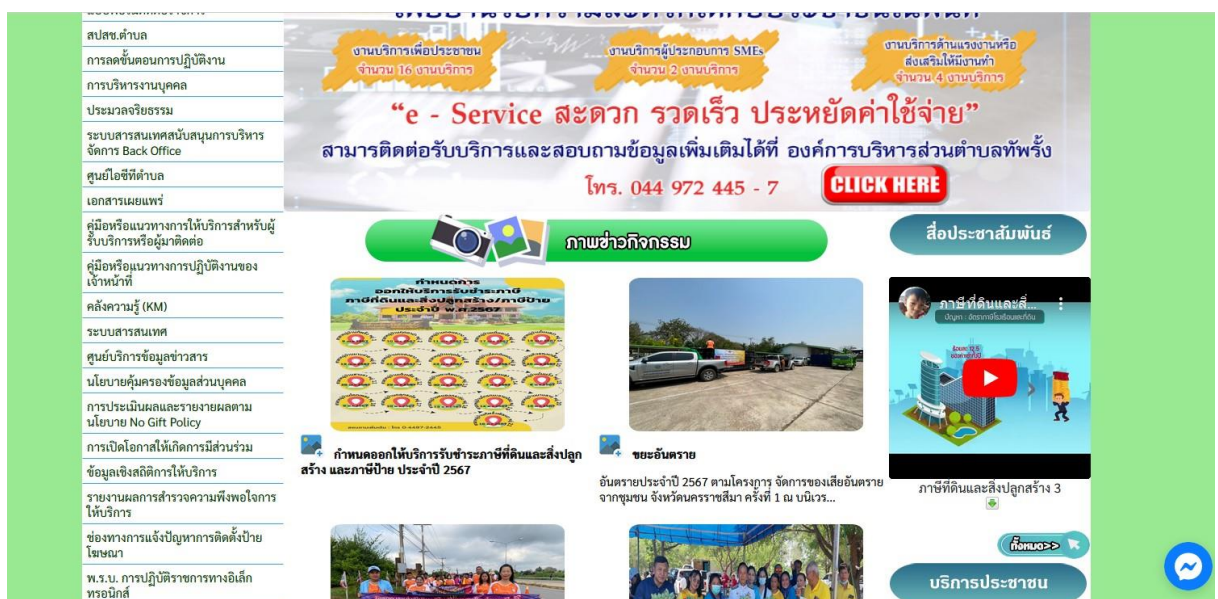 สปสช.ตำบล
การลดขั้นตอนการปฏิบัติงาน
การบริหารงานบุคคล
ประมวลจริยธรรม
ระบบสารสนเทศสนับสนุนการบริหาร
จัดการ Back Office
ศูนย์ไอซีทีตำบล
เอกสารเผยแพร่
คู่มือหรือแนวทางการให้บริการสำหรับผู้
รับบริการหรือผู้มาติดต่อ
คู่มือหรือแนวทางการปฏิบัติงานของ
เจ้าหน้าที่
คลังความรู้ (KM)
ระบบสารสนเทศ
ศูนย์บริการข้อมูลข่าวสาร
นโยบายคุ้มครองข้อมูลส่วนบุคคล
การประเมินผลและรายงายผลตาม
นโยบาย No Gift Policy
การเปิดโอกาสให้เกิดการมีส่วนร่วม
ข้อมูลเชิงสถิติการให้บริการ
รายงานผลการสำรวจความพึงพอใจการ
ให้บริการ
ช่องทางการแจ้งปัญหาการติดตั้งป้าย
โฆษณา
พ.ร.บ. การปฏิบัติราชการทางอิเล็ก
ทรอนิกส์
งานบริการเพื่อประชาชน
จำนวน 16 งานบริการ
งานบริการผู้ประกอบการ SMEs
จำนวน 2 งานบริการ
งานบริการด้านแรงงานหรือ
ส่งเสริมให้มีงานทำ
จำนวน 4 งานบริการ
“e - Service สะดวก รวดเร็ว ประหยัดค่าใช้จ่าย”
สามารติดต่อรับบริการและสอบถามข้อมูลเพิ่มเติมได้ที่ องค์การบริหารส่วนตำบลทัพรั้ง
โทร. 044 972 445 - 7
CLICK HERE
ภาพข่าวกิจกรรม
กำหนดการ
ออกให้บริการรับชำระภาษี
ภาษีที่ดินและสิ่งปลูกสร้าง/ภาษีป้าย
ประจำปี พ.ศ.2567
กำหนดออกให้บริการรับชำระภาษีที่ดินและสิ่งปลูก
สร้าง และภาษีป้าย ประจำปี 2567
ขยะอันตราย
อันตรายประจำปี 2567 ตามโครงการ จัดการของเสียอันตราย
จากชุมชน จังหวัดนครราชสีมา ครั้งที่ 1 ณ บนิเวร...
สื่อประชาสัมพันธ์
ภาษีที่ดินและสิ่...
ภาษีที่ดินและสิ่งปลูกสร้าง 3
ทั้งหมด>>
บริการประชาชน